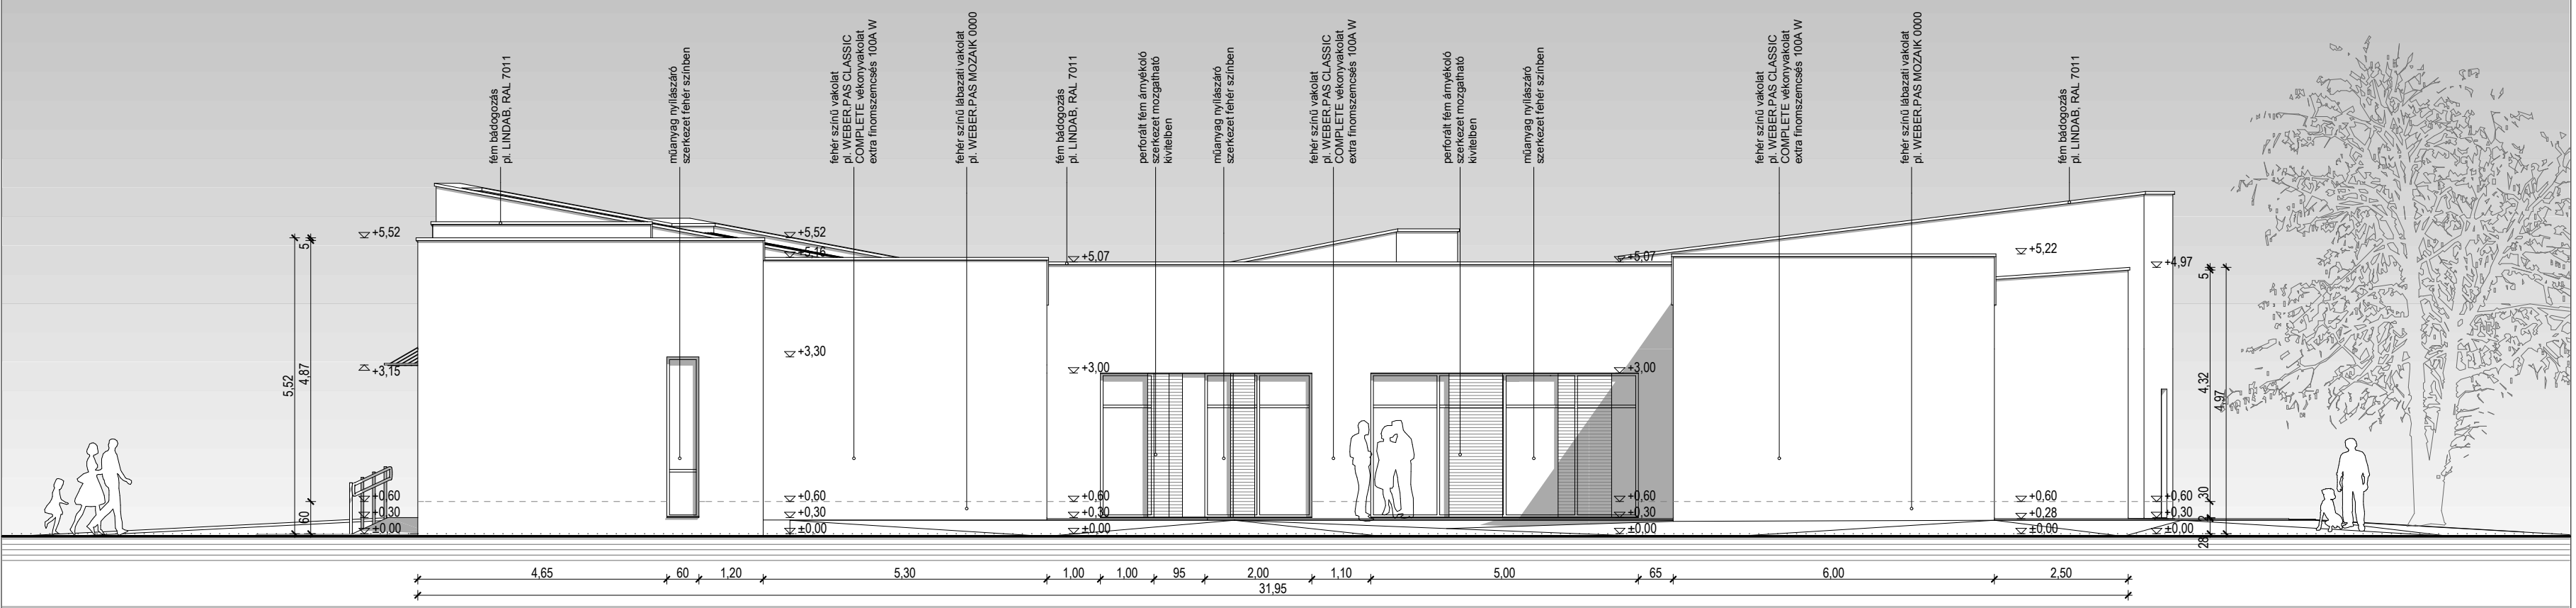 fém bádogozás
pl. LINDAB, RAL 7011
műanyag nyílászáró
szerkezet fehér színben
fehér színű vakolat
pl. WEBER.PAS CLASSIC
COMPLETE vékonyvakolat
extra finomszemcsés 100A W
fehér színű lábazati vakolat
pl. WEBER.PAS MOZAIK 0000
fém bádogozás
pl. LINDAB, RAL 7011
perforált fém árnyékoló
szerkezet mozgatható
kivitelben
műanyag nyílászáró
szerkezet fehér színben
fehér színű vakolat
pl. WEBER.PAS CLASSIC
COMPLETE vékonyvakolat
extra finomszemcsés 100A W
perforált fém árnyékoló
szerkezet mozgatható
kivitelben
műanyag nyílászáró
szerkezet fehér színben
fehér színű vakolat
pl. WEBER.PAS CLASSIC
COMPLETE vékonyvakolat
extra finomszemcsés 100A W
fehér színű lábazati vakolat
pl. WEBER.PAS MOZAIK 0000
fém bádogozás
pl. LINDAB, RAL 7011
5,52
5
4,87
60
+5,52
+3,15
+0,60
+0,30
±0,00
+5,52
+5,16
+3,30
+0,60
+0,30
±0,00
+5,07
+3,00
+0,60
+0,30
±0,00
+5,07
+3,00
+0,60
+0,30
±0,00
+5,22
+0,60
+0,28
±0,00
+4,97
+0,60
+0,30
±0,00
5
4,32
4,97
30
2
28
4,65 60 1,20 5,30 1,00 1,00 95 2,00 1,10 5,00 65 6,00 2,50
31,95